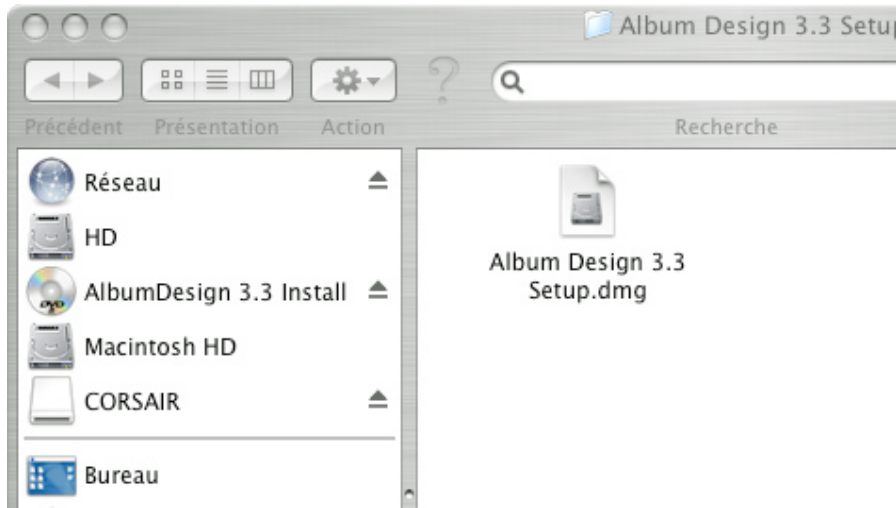 Album Design 3.3 Setup
Précédent Présentation Action Recherche
Réseau
HD
AlbumDesign 3.3 Install
Macintosh HD
CORSAIR
Bureau
Album Design 3.3
Setup.dmg